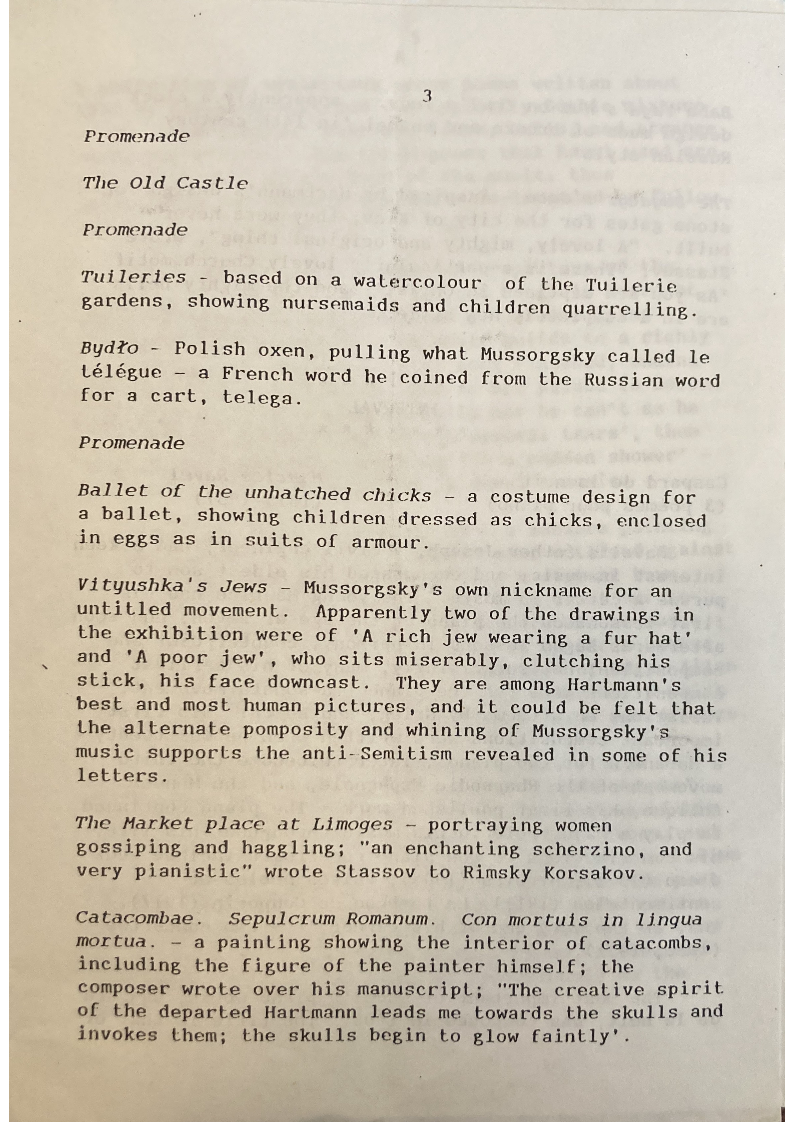 3
Promenade
The Old Castle
Promenade
Tuileries - based on a watercolour of the Tuilerie
gardens, showing nursemaids and children quarrelling.
Bydło - Polish oxen, pulling what Mussorgsky called le
télégue - a French word he coined from the Russian word
for a cart, telega.
Promenade
Ballet of the unhatched chicks - a costume design for
a ballet, showing children dressed as chicks, enclosed
in eggs as in suits of armour.
Vityushka's Jews - Mussorgsky's own nickname for an
untitled movement. Apparently two of the drawings in
the exhibition were of 'A rich jew wearing a fur hat'
and 'A poor jew', who sits miserably, clutching his
stick, his face downcast. They are among Hartmann's
best and most human pictures, and it could be felt that
the alternate pomposity and whining of Mussorgsky's
music supports the anti-Semitism revealed in some of his
letters.
The Market place at Limoges - portraying women
gossiping and haggling; "an enchanting scherzino, and
very pianistic" wrote Stassov to Rimsky Korsakov.
Catacombae. Sepulcrum Romanum. Con mortuis in lingua
mortua. - a painting showing the interior of catacombs,
including the figure of the painter himself; the
composer wrote over his manuscript; "The creative spirit
of the departed Hartmann leads me towards the skulls and
invokes them; the skulls begin to glow faintly'.